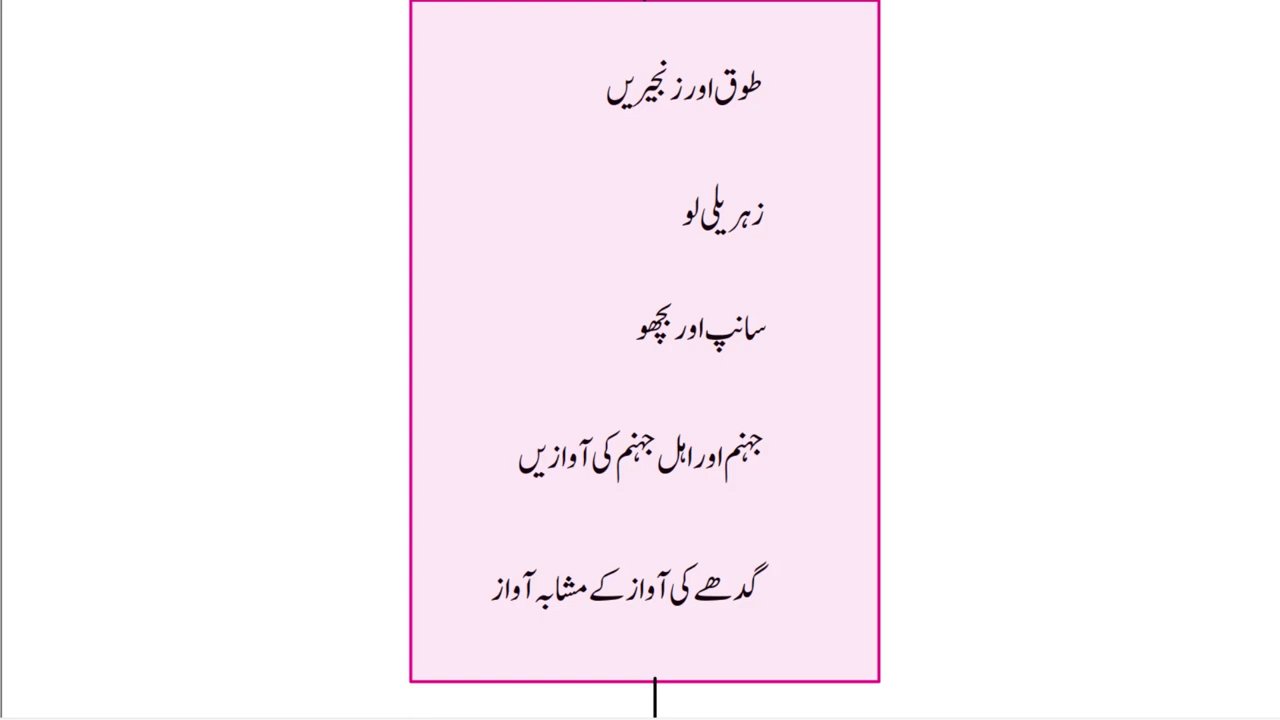 طوق اور زنجیریں
زہریلی لو
سانپ اور بچھو
جہنم اور اہل جہنم کی آوازیں
گدھے کی آواز کے مشابہ آواز